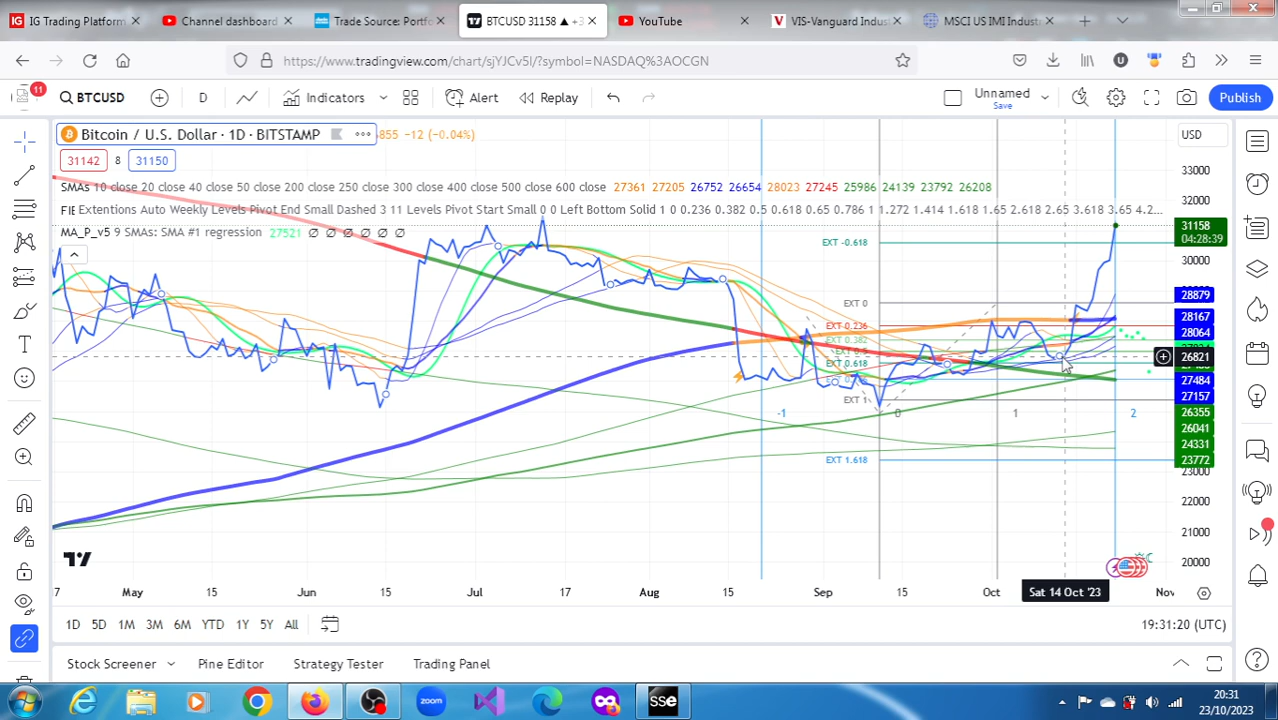 IG Trading Platform
Channel dashboard
Trade Source: Portfo
BTCUSD 31158 ▲ +3
YouTube
VIS-Vanguard Indust
MSCI US IMI Industr
https://www.tradingview.com/chart/sjYJCv5l/?symbol=NASDAQ%3AOCGN
11
BTCUSD
D
Indicators
Alert
Replay
Unnamed
Save
Publish
Bitcoin / U.S. Dollar · 1D · BITSTAMP
855 −12 (−0.04%)
USD
31142 8 31150
SMAs 10 close 20 close 40 close 50 close 200 close 250 close 300 close 400 close 500 close 600 close 27361 27205 26752 26654 28023 27245 25986 24139 23792 26208
FIE Extentions Auto Weekly Levels Pivot End Small Dashed 3 11 Levels Pivot Start Small 0 0 Left Bottom Solid 1 0 0.236 0.382 0.5 0.618 0.65 0.786 1 1.272 1.414 1.618 1.65 2.618 2.65 3.618 3.65 4.2...
MA_P_v5 9 SMAs: SMA #1 regression 27521 ∅ ∅ ∅ ∅ ∅ ∅
33000
32000
31158
04:28:39
30000
28879
28167
28064
26821
27484
27157
26355
26041
24331
23772
23000
22000
21000
20000
EXT -0.618
EXT 0
EXT 0.236
EXT 0.382
EXT 0.618
EXT 1
EXT 1.618
-1
0
1
2
May 15 Jun 15 Jul 17 Aug 15 Sep 15 Oct Sat 14 Oct '23 Nov
1D 5D 1M 3M 6M YTD 1Y 5Y All
19:31:20 (UTC)
Stock Screener
Pine Editor
Strategy Tester
Trading Panel
zoom
SSE
20:31
23/10/2023